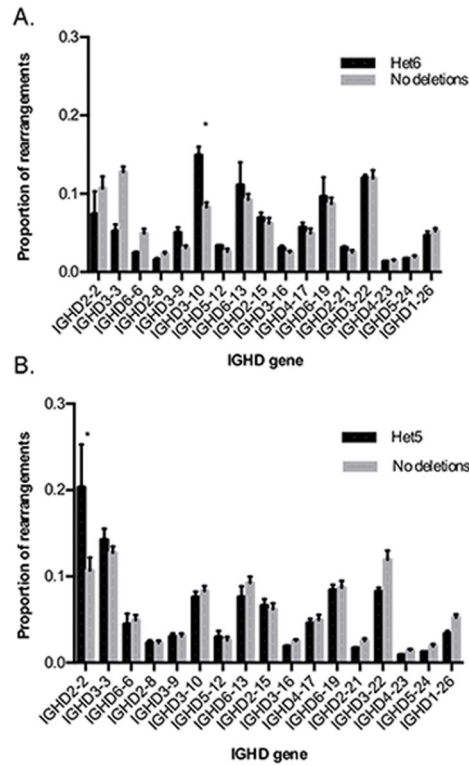 A.
0.3
0.2
0.1
0.0
Proportion of rearrangements
Het6
No deletions
*
IGHD2-2
IGHD3-3
IGHD6-6
IGHD2-8
IGHD3-9
IGHD3-10
IGHD5-12
IGHD6-13
IGHD2-15
IGHD3-16
IGHD4-17
IGHD6-19
IGHD2-21
IGHD3-22
IGHD4-23
IGHD5-24
IGHD1-26
IGHD gene
B.
0.3
0.2
0.1
0.0
Proportion of rearrangements
Het5
No deletions
*
IGHD2-2
IGHD3-3
IGHD6-6
IGHD2-8
IGHD3-9
IGHD3-10
IGHD5-12
IGHD6-13
IGHD2-15
IGHD3-16
IGHD4-17
IGHD6-19
IGHD2-21
IGHD3-22
IGHD4-23
IGHD5-24
IGHD1-26
IGHD gene